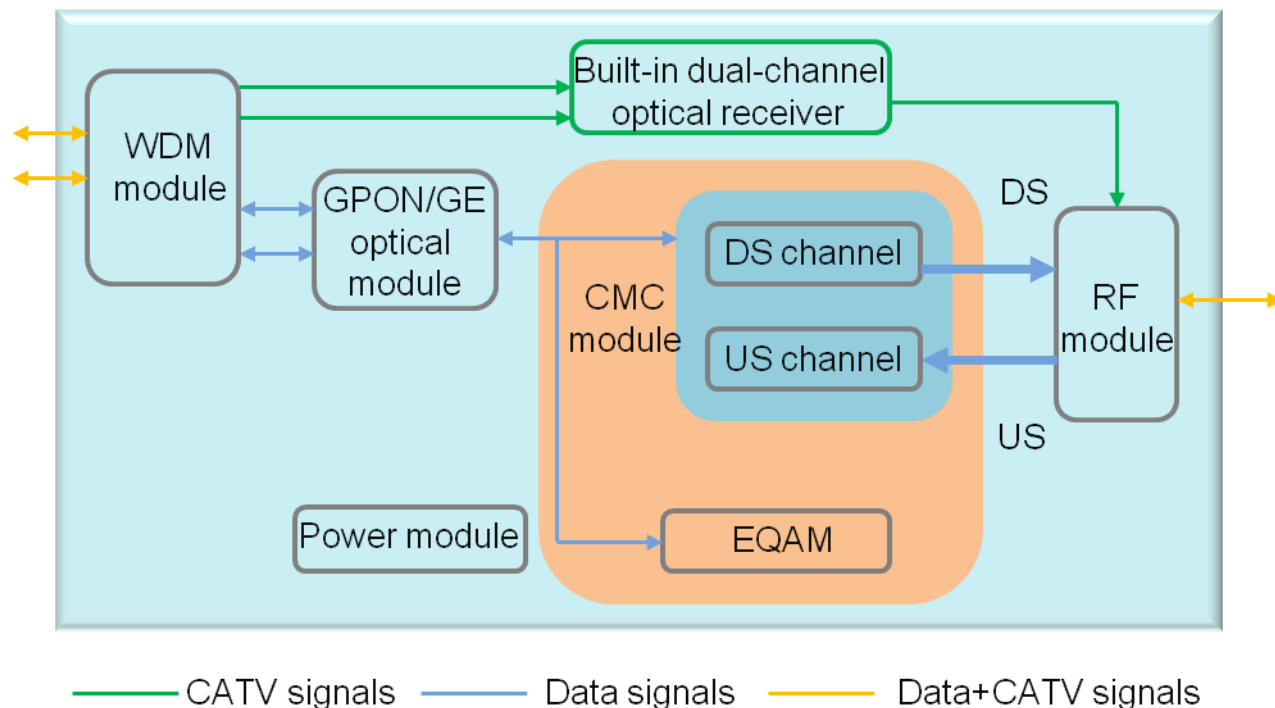 Built-in dual-channel
optical receiver
WDM
module
GPON/GE
optical
module
DS
DS channel
CMC
module
US channel
RF
module
US
Power module
EQAM
CATV signals
Data signals
Data+CATV signals